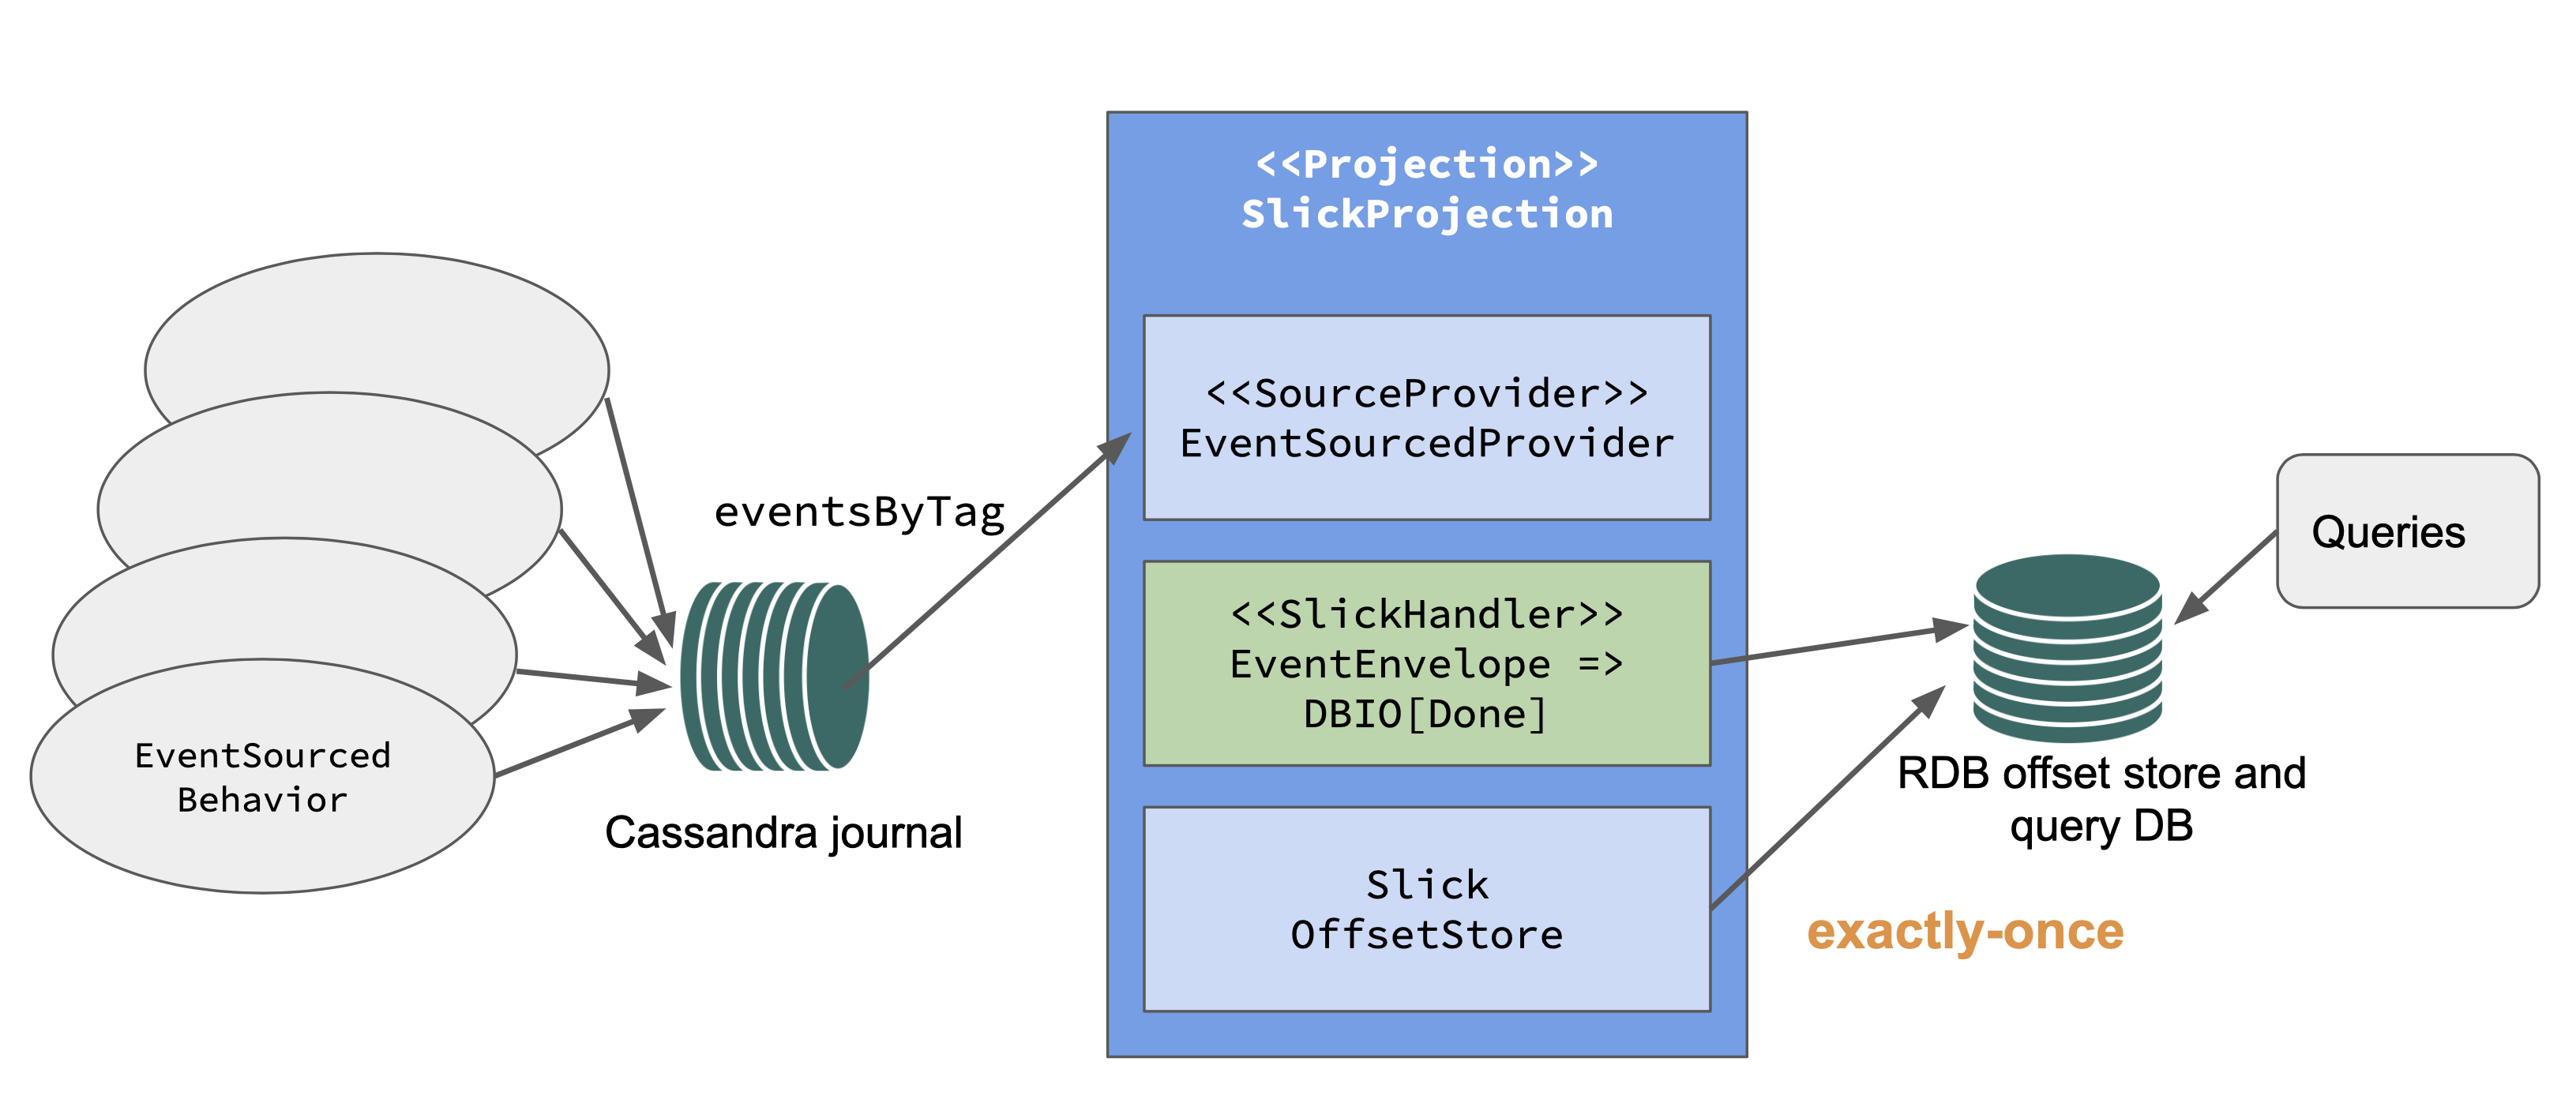 <<Projection>>
SlickProjection
<<SourceProvider>>
EventSourcedProvider
eventsByTag
Queries
<<SlickHandler>>
EventEnvelope =>
DBIO[Done]
EventSourced
Behavior
Cassandra journal
RDB offset store and
query DB
Slick
OffsetStore
exactly-once